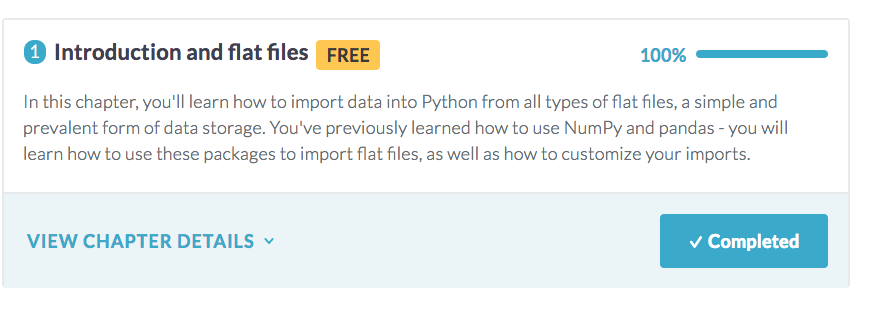 1 Introduction and flat files FREE 100%
In this chapter, you'll learn how to import data into Python from all types of flat files, a simple and
prevalent form of data storage. You've previously learned how to use NumPy and pandas - you will
learn how to use these packages to import flat files, as well as how to customize your imports.
VIEW CHAPTER DETAILS ✓ Completed